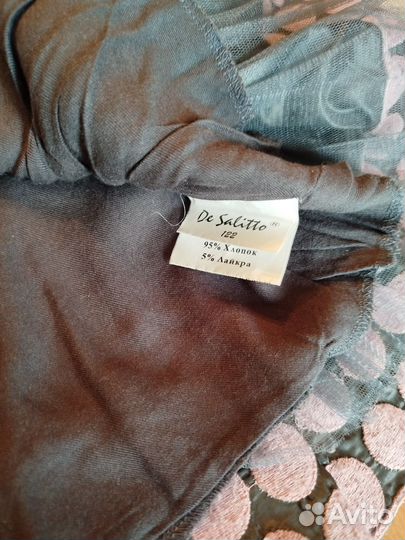 De Salitto ®
122
95% Хлопок
5% Лайкра
Avito